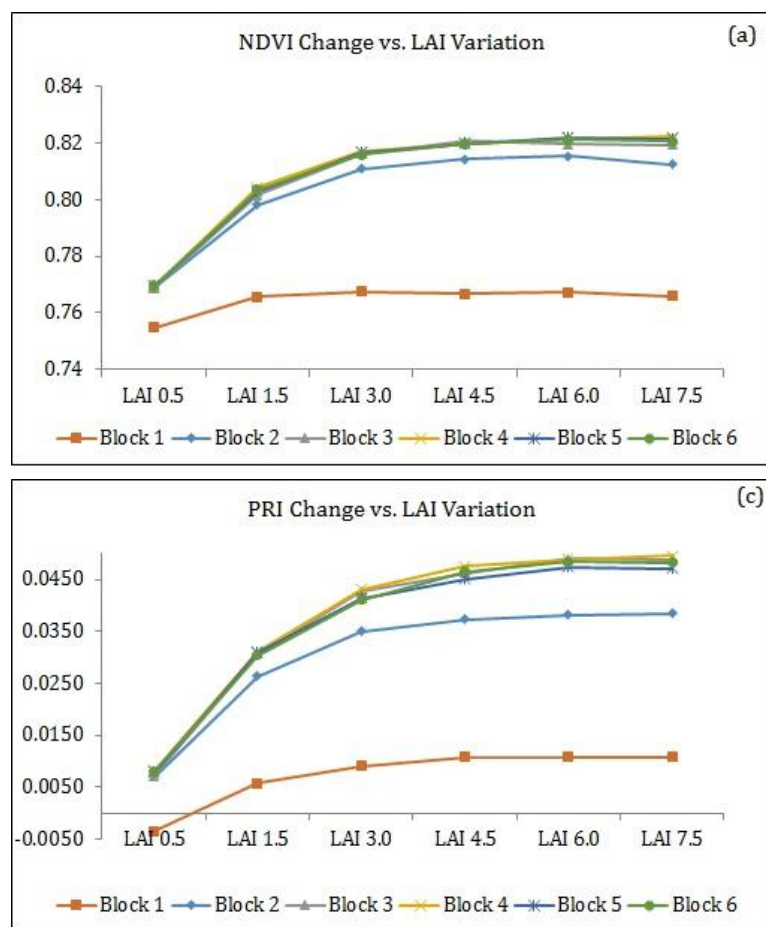 NDVI Change vs. LAI Variation
(a)
0.84
0.82
0.80
0.78
0.76
0.74
LAI 0.5 LAI 1.5 LAI 3.0 LAI 4.5 LAI 6.0 LAI 7.5
Block 1 Block 2 Block 3 Block 4 Block 5 Block 6
PRI Change vs. LAI Variation
(c)
0.0450
0.0350
0.0250
0.0150
0.0050
-0.0050
LAI 0.5 LAI 1.5 LAI 3.0 LAI 4.5 LAI 6.0 LAI 7.5
Block 1 Block 2 Block 3 Block 4 Block 5 Block 6